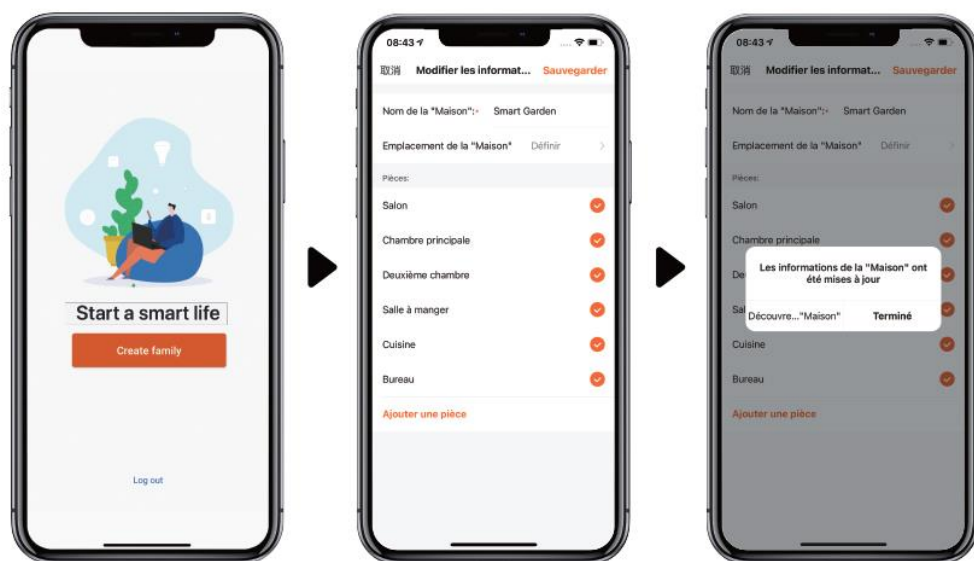 Start a smart life
Create family
Log out
08:43
取消 Modifier les informat... Sauvegarder
Nom de la "Maison":* Smart Garden
Emplacement de la "Maison" Définir
Pièces:
Salon
Chambre principale
Deuxième chambre
Salle à manger
Cuisine
Bureau
Ajouter une pièce
08:43
取消 Modifier les informat... Sauvegarder
Nom de la "Maison":* Smart Garden
Emplacement de la "Maison" Définir
Pièces:
Salon
Chambre principale
Les informations de la "Maison" ont
été mises à jour
De
Sal
Découvre..."Maison" Terminé
Cuisine
Bureau
Ajouter une pièce